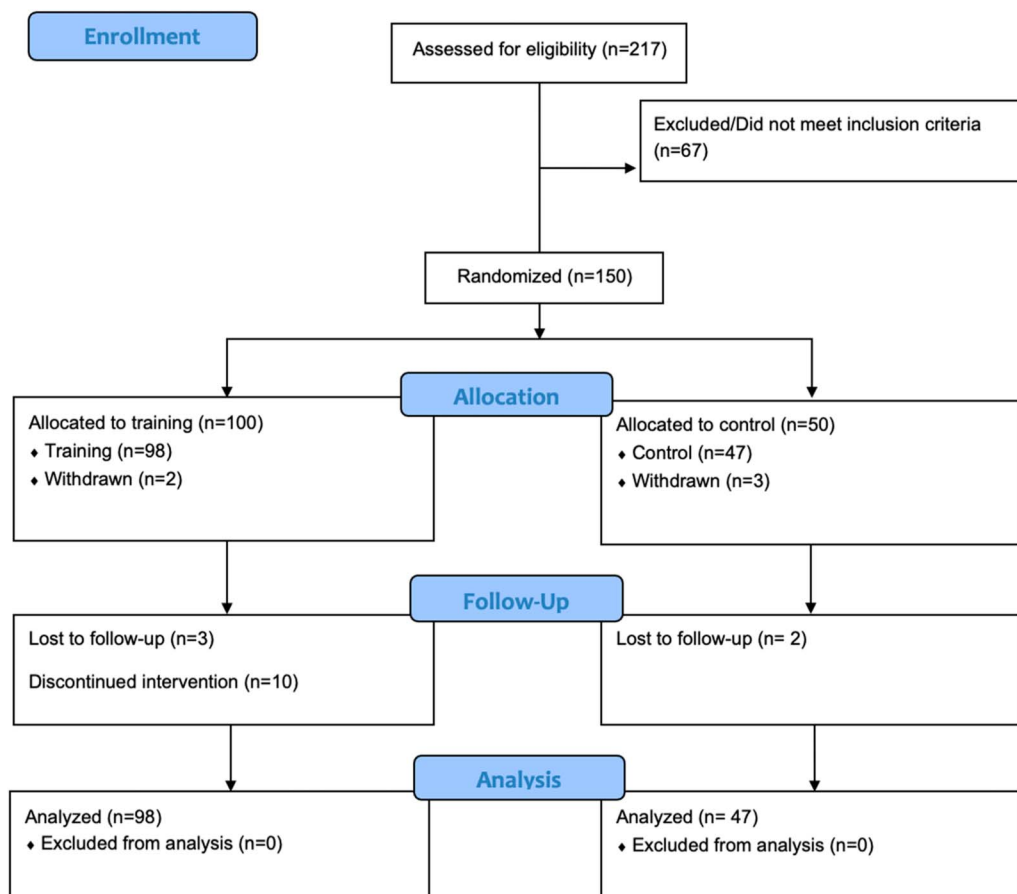 Enrollment
Assessed for eligibility (n=217)
Excluded/Did not meet inclusion criteria
(n=67)
Randomized (n=150)
Allocation
Allocated to training (n=100)
♦ Training (n=98)
♦ Withdrawn (n=2)
Allocated to control (n=50)
♦ Control (n=47)
♦ Withdrawn (n=3)
Follow-Up
Lost to follow-up (n=3)
Discontinued intervention (n=10)
Lost to follow-up (n= 2)
Analysis
Analyzed (n=98)
♦ Excluded from analysis (n=0)
Analyzed (n= 47)
♦ Excluded from analysis (n=0)